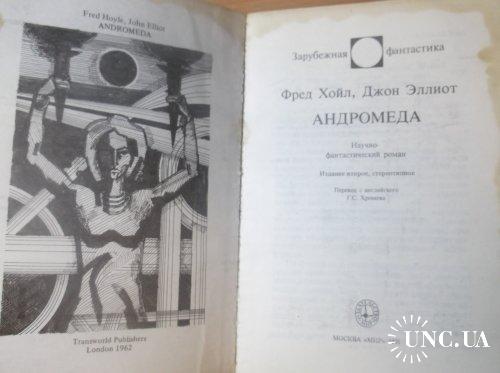 Fred Hoyle, John Elliot
ANDROMEDA
Transworld Publishers
London 1962
Зарубежная фантастика
Фред Хойл, Джон Эллиот
АНДРОМЕДА
Научно-
фантастический роман
Издание второе, стереотипное
Перевод с английского
Г.С. Хромова
МОСКВА «МИР»
UNC.UA